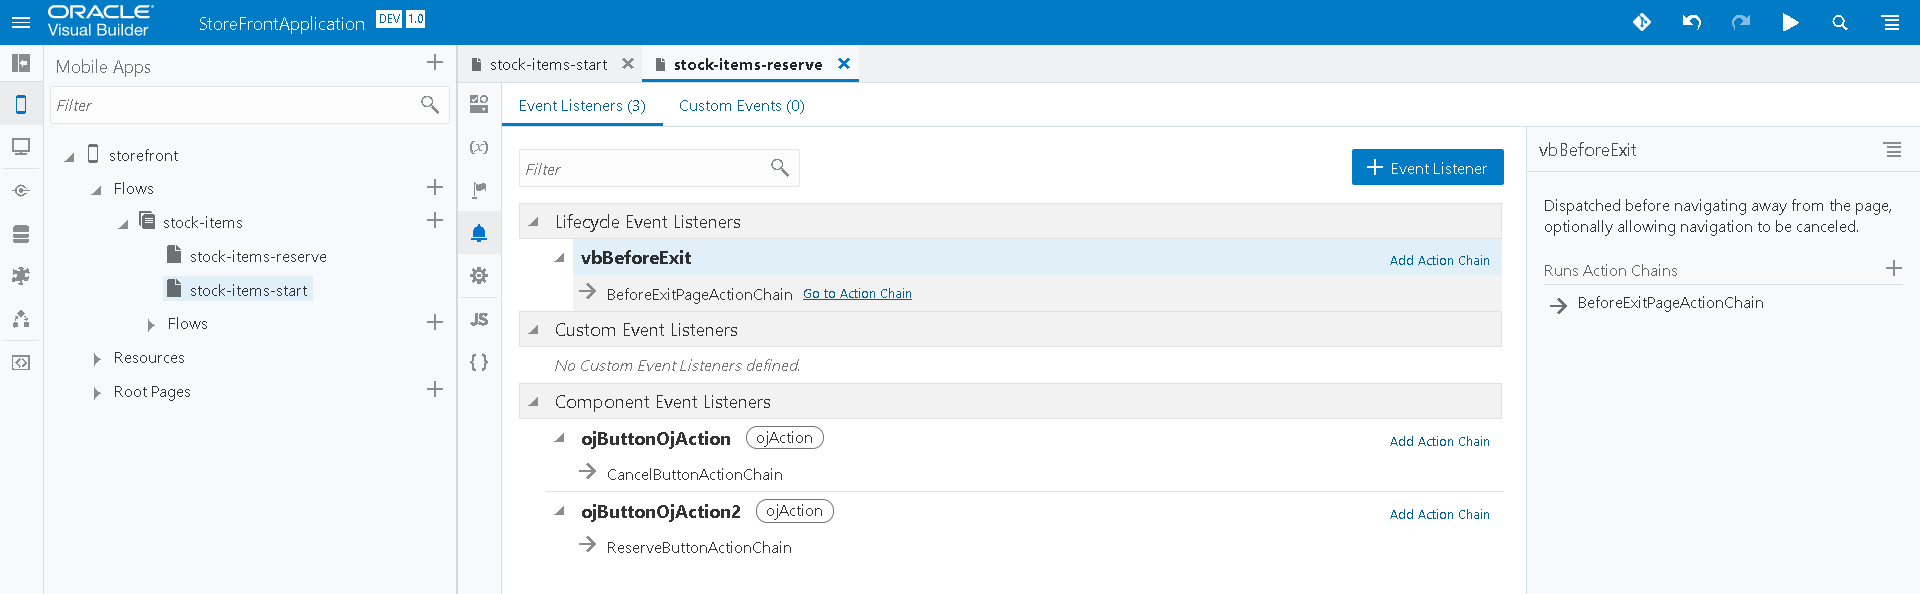 ORACLE
Visual Builder
StoreFrontApplication DEV 1.0
Mobile Apps
Filter
storefront
Flows
stock-items
stock-items-reserve
stock-items-start
Flows
Resources
Root Pages
stock-items-start
stock-items-reserve
(x)
JS
{ }
Event Listeners (3)
Custom Events (0)
Filter
Event Listener
Lifecycle Event Listeners
vbBeforeExit
Add Action Chain
BeforeExitPageActionChain Go to Action Chain
Custom Event Listeners
No Custom Event Listeners defined.
Component Event Listeners
ojButtonOjAction ojAction
Add Action Chain
CancelButtonActionChain
ojButtonOjAction2 ojAction
Add Action Chain
ReserveButtonActionChain
vbBeforeExit
Dispatched before navigating away from the page,
optionally allowing navigation to be canceled.
Runs Action Chains
BeforeExitPageActionChain